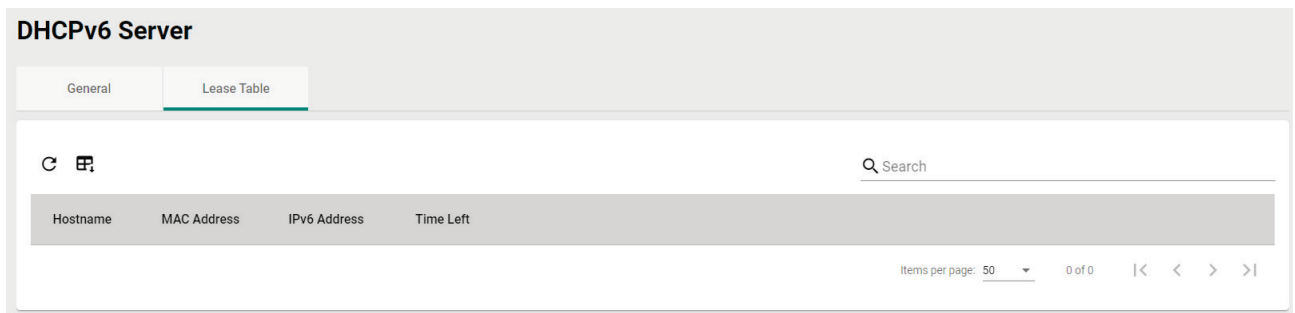 DHCPv6 Server
General Lease Table
Search
Hostname MAC Address IPv6 Address Time Left
Items per page: 50 0 of 0